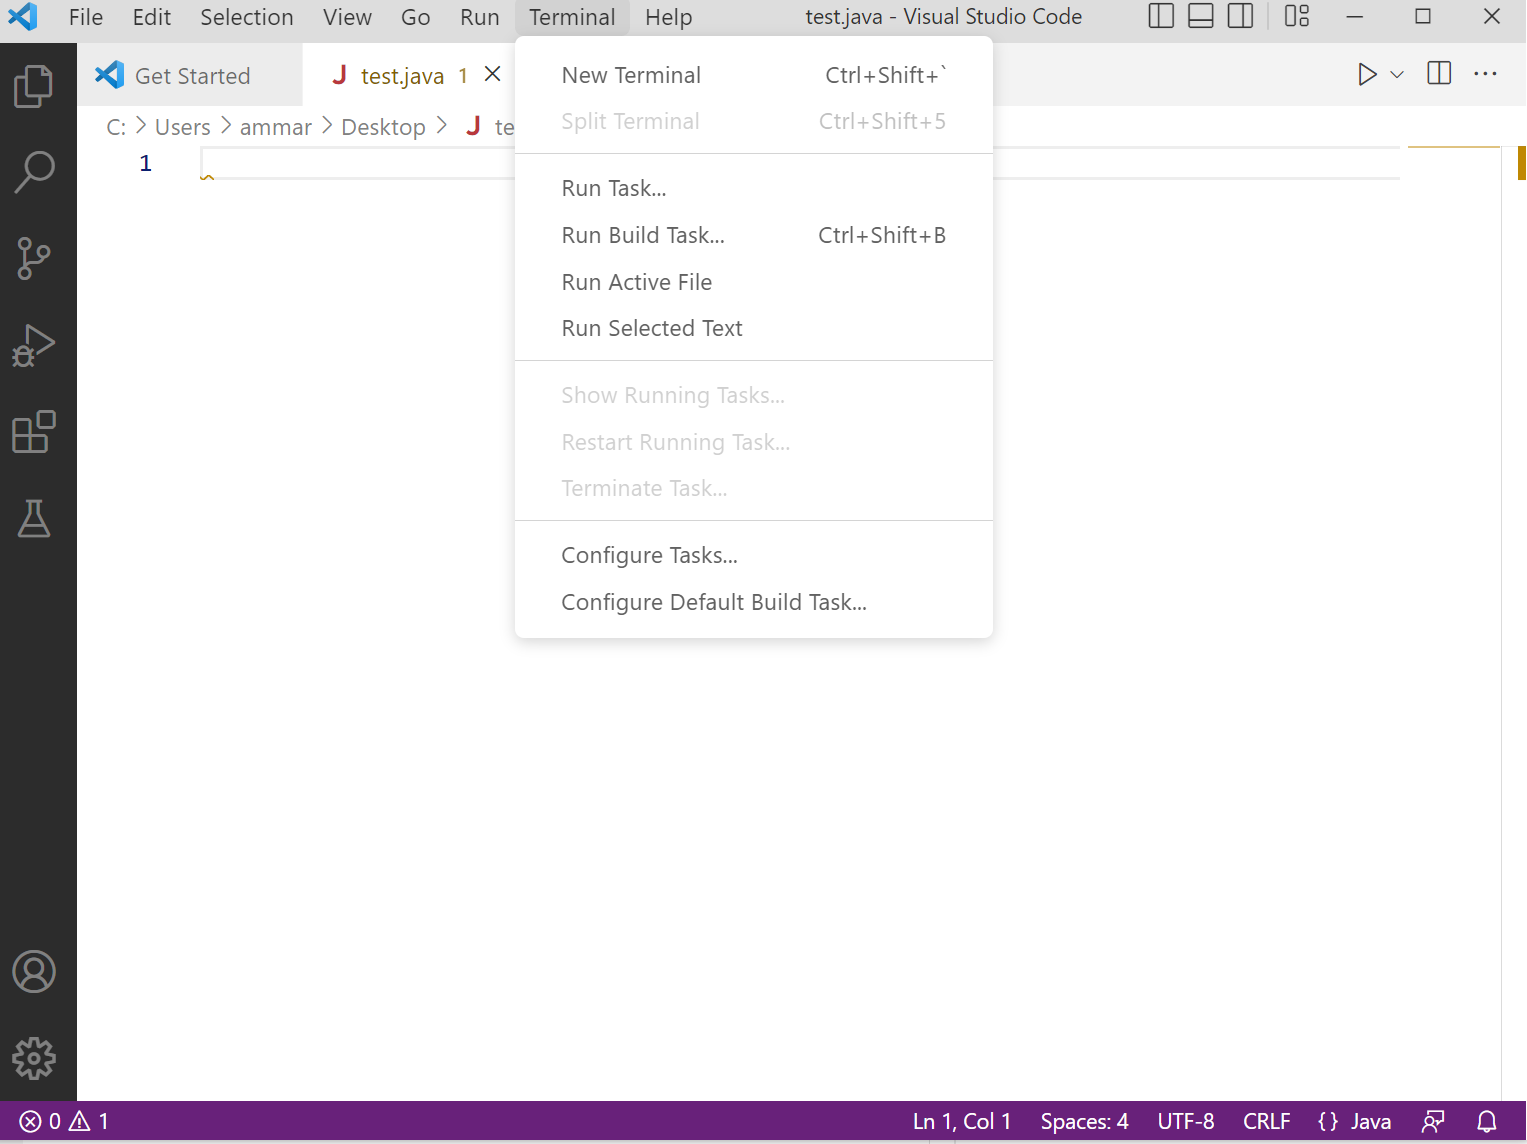 File Edit Selection View Go Run Terminal Help test.java - Visual Studio Code
Get Started test.java 1
C: Users ammar Desktop te
1
New Terminal Ctrl+Shift+`
Split Terminal Ctrl+Shift+5
Run Task...
Run Build Task... Ctrl+Shift+B
Run Active File
Run Selected Text
Show Running Tasks...
Restart Running Task...
Terminate Task...
Configure Tasks...
Configure Default Build Task...
0 1 Ln 1, Col 1 Spaces: 4 UTF-8 CRLF {} Java